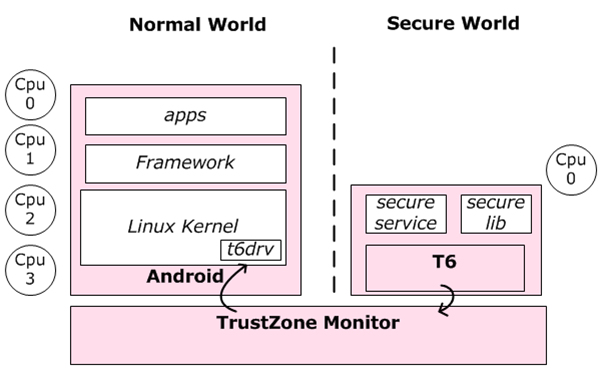 Normal World
Secure World
Cpu
0
Cpu
1
Cpu
2
Cpu
3
apps
Framework
Linux Kernel
t6drv
Android
Cpu
0
secure
service
secure
lib
T6
TrustZone Monitor